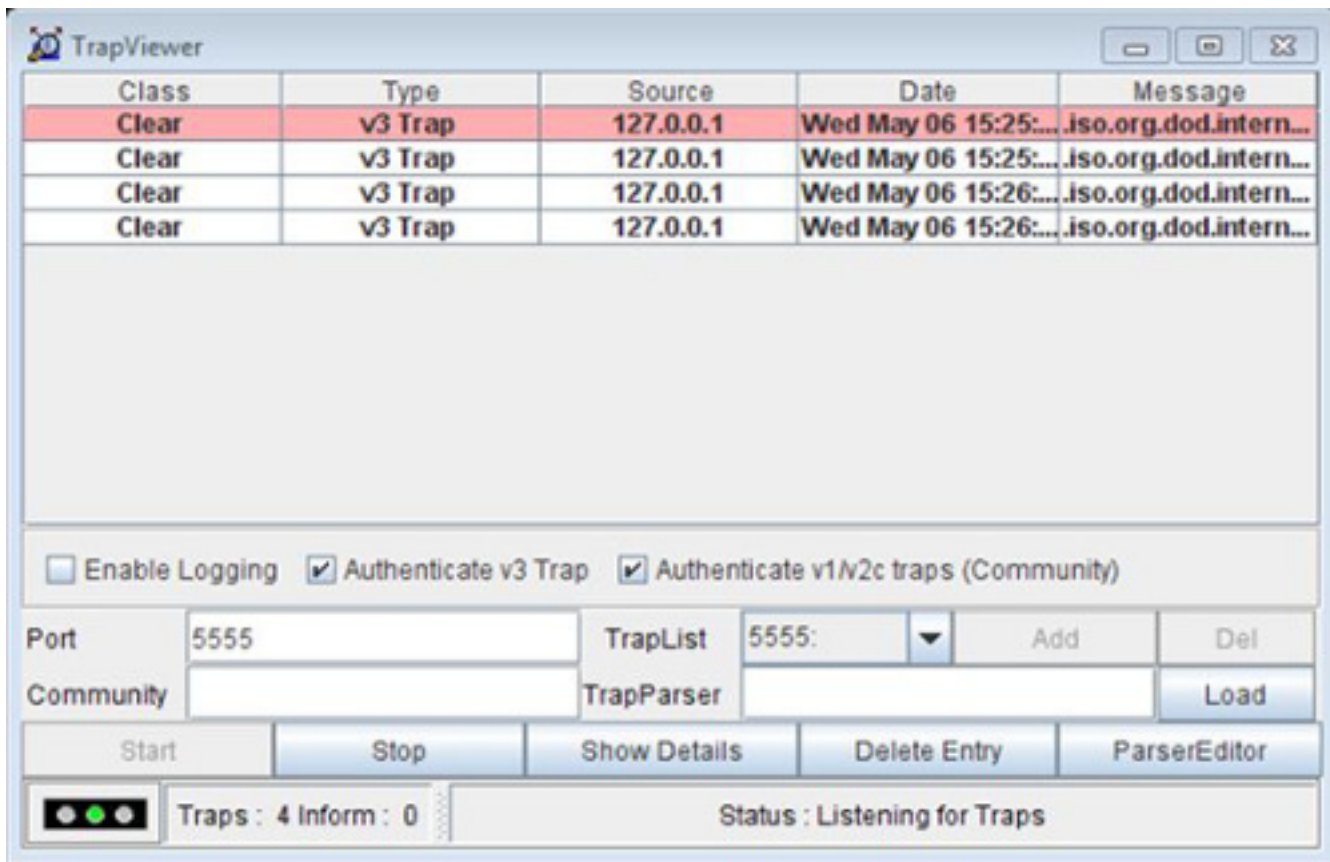 TrapViewer
Class Type Source Date Message
Clear v3 Trap 127.0.0.1 Wed May 06 15:25:... .iso.org.dod.intern...
Clear v3 Trap 127.0.0.1 Wed May 06 15:25:... .iso.org.dod.intern...
Clear v3 Trap 127.0.0.1 Wed May 06 15:26:... .iso.org.dod.intern...
Clear v3 Trap 127.0.0.1 Wed May 06 15:26:... .iso.org.dod.intern...
Enable Logging Authenticate v3 Trap Authenticate v1/v2c traps (Community)
Port 5555 TrapList 5555: Add Del
Community TrapParser Load
Start Stop Show Details Delete Entry ParserEditor
Traps : 4 Inform : 0 Status : Listening for Traps